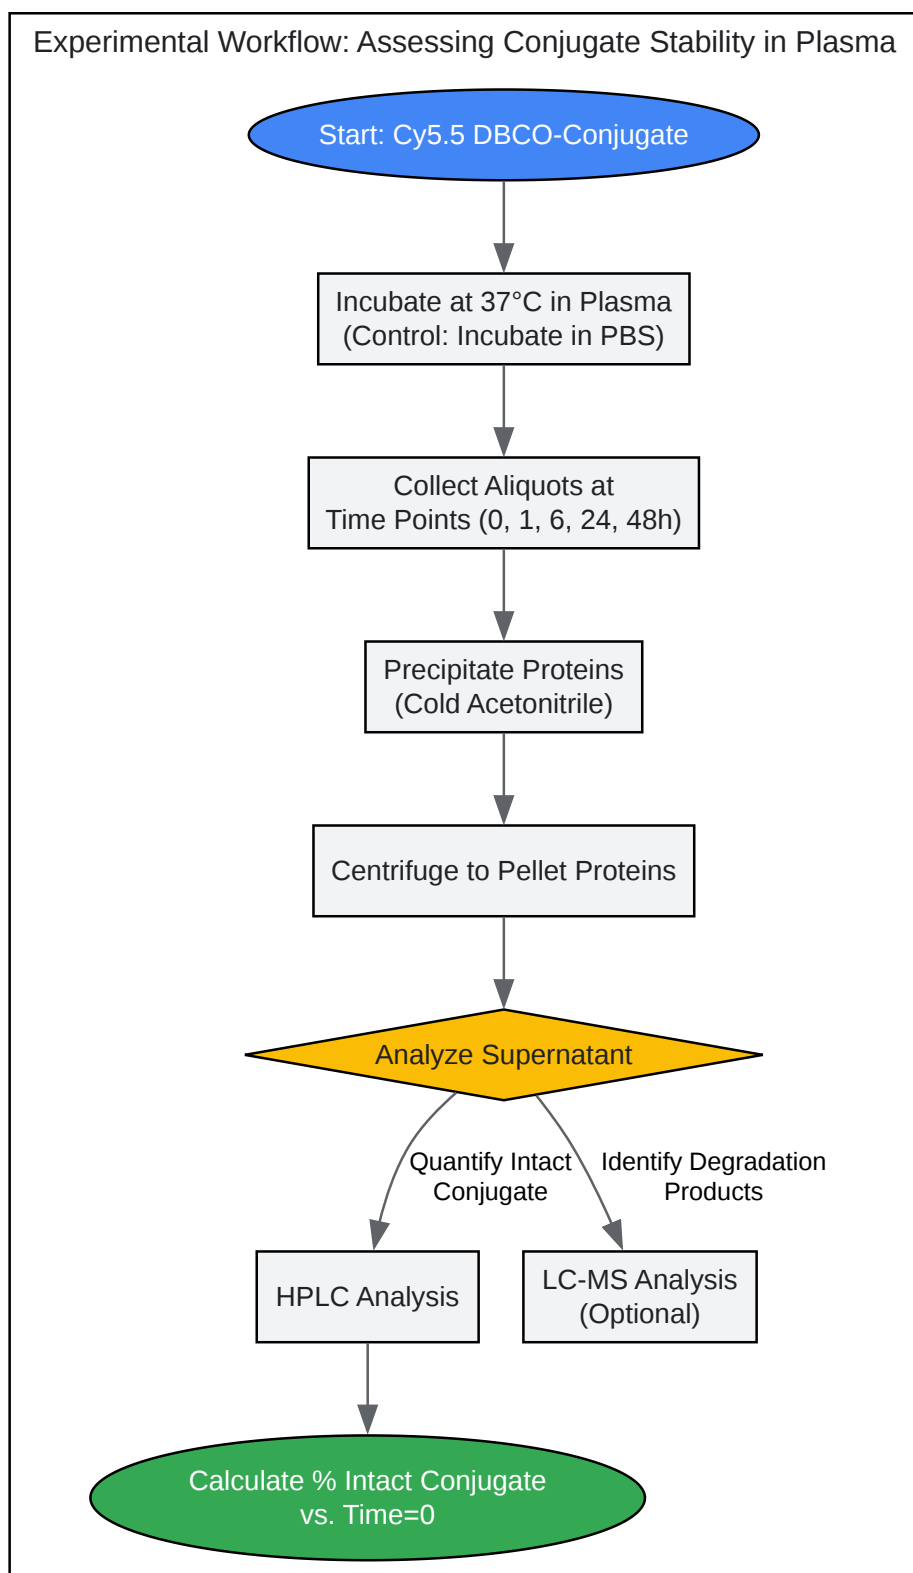 Experimental Workflow: Assessing Conjugate Stability in Plasma
Start: Cy5.5 DBCO-Conjugate
Incubate at 37°C in Plasma
(Control: Incubate in PBS)
Collect Aliquots at
Time Points (0, 1, 6, 24, 48h)
Precipitate Proteins
(Cold Acetonitrile)
Centrifuge to Pellet Proteins
Analyze Supernatant
Quantify Intact
Conjugate
Identify Degradation
Products
HPLC Analysis
LC-MS Analysis
(Optional)
Calculate % Intact Conjugate
vs. Time=0